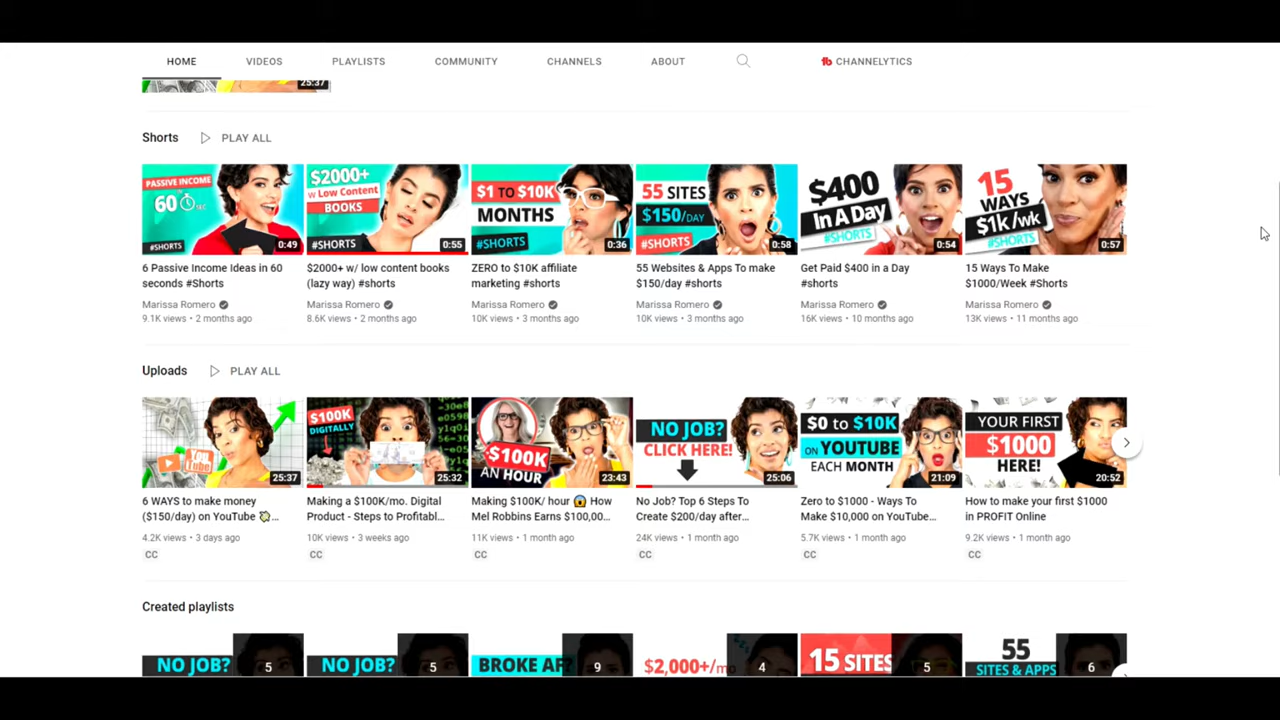 HOME VIDEOS PLAYLISTS COMMUNITY CHANNELS ABOUT CHANNELYTICS
25:37
Shorts PLAY ALL
PASSIVE INCOME
60 SEC
#SHORTS
0:49
$2000+
w Low Content
BOOKS
#SHORTS
0:55
$1 TO $10K
MONTHS
#SHORTS
0:36
55 SITES
$150/DAY
#SHORTS
0:58
$400
In A Day
#SHORTS
0:54
15
WAYS
$1k/wk
#SHORTS
0:57
6 Passive Income Ideas in 60
seconds #Shorts
Marissa Romero
9.1K views • 2 months ago
$2000+ w/ low content books
(lazy way) #shorts
Marissa Romero
8.6K views • 2 months ago
ZERO to $10K affiliate
marketing #shorts
Marissa Romero
10K views • 3 months ago
55 Websites & Apps To make
$150/day #shorts
Marissa Romero
10K views • 3 months ago
Get Paid $400 in a Day
#shorts
Marissa Romero
16K views • 10 months ago
15 Ways To Make
$1000/Week #Shorts
Marissa Romero
13K views • 11 months ago
Uploads PLAY ALL
You
Tube
25:37
$100K
DIGITALLY
25:32
$100K
AN HOUR
23:43
NO JOB?
CLICK HERE!
25:06
$0 to $10K
ON YOUTUBE
EACH MONTH
21:09
YOUR FIRST
$1000
HERE!
20:52
6 WAYS to make money
($150/day) on YouTube 💸...
4.2K views • 3 days ago
CC
Making a $100K/mo. Digital
Product - Steps to Profitabl...
10K views • 3 weeks ago
CC
Making $100K/ hour 😱 How
Mel Robbins Earns $100,00...
11K views • 1 month ago
CC
No Job? Top 6 Steps To
Create $200/day after...
24K views • 1 month ago
CC
Zero to $1000 - Ways To
Make $10,000 on YouTube...
5.7K views • 1 month ago
CC
How to make your first $1000
in PROFIT Online
9.2K views • 1 month ago
CC
Created playlists
NO JOB? 5
NO JOB? 5
BROKE AF? 9
$2,000+/mo 4
15 SITES 5
55
SITES & APPS 6